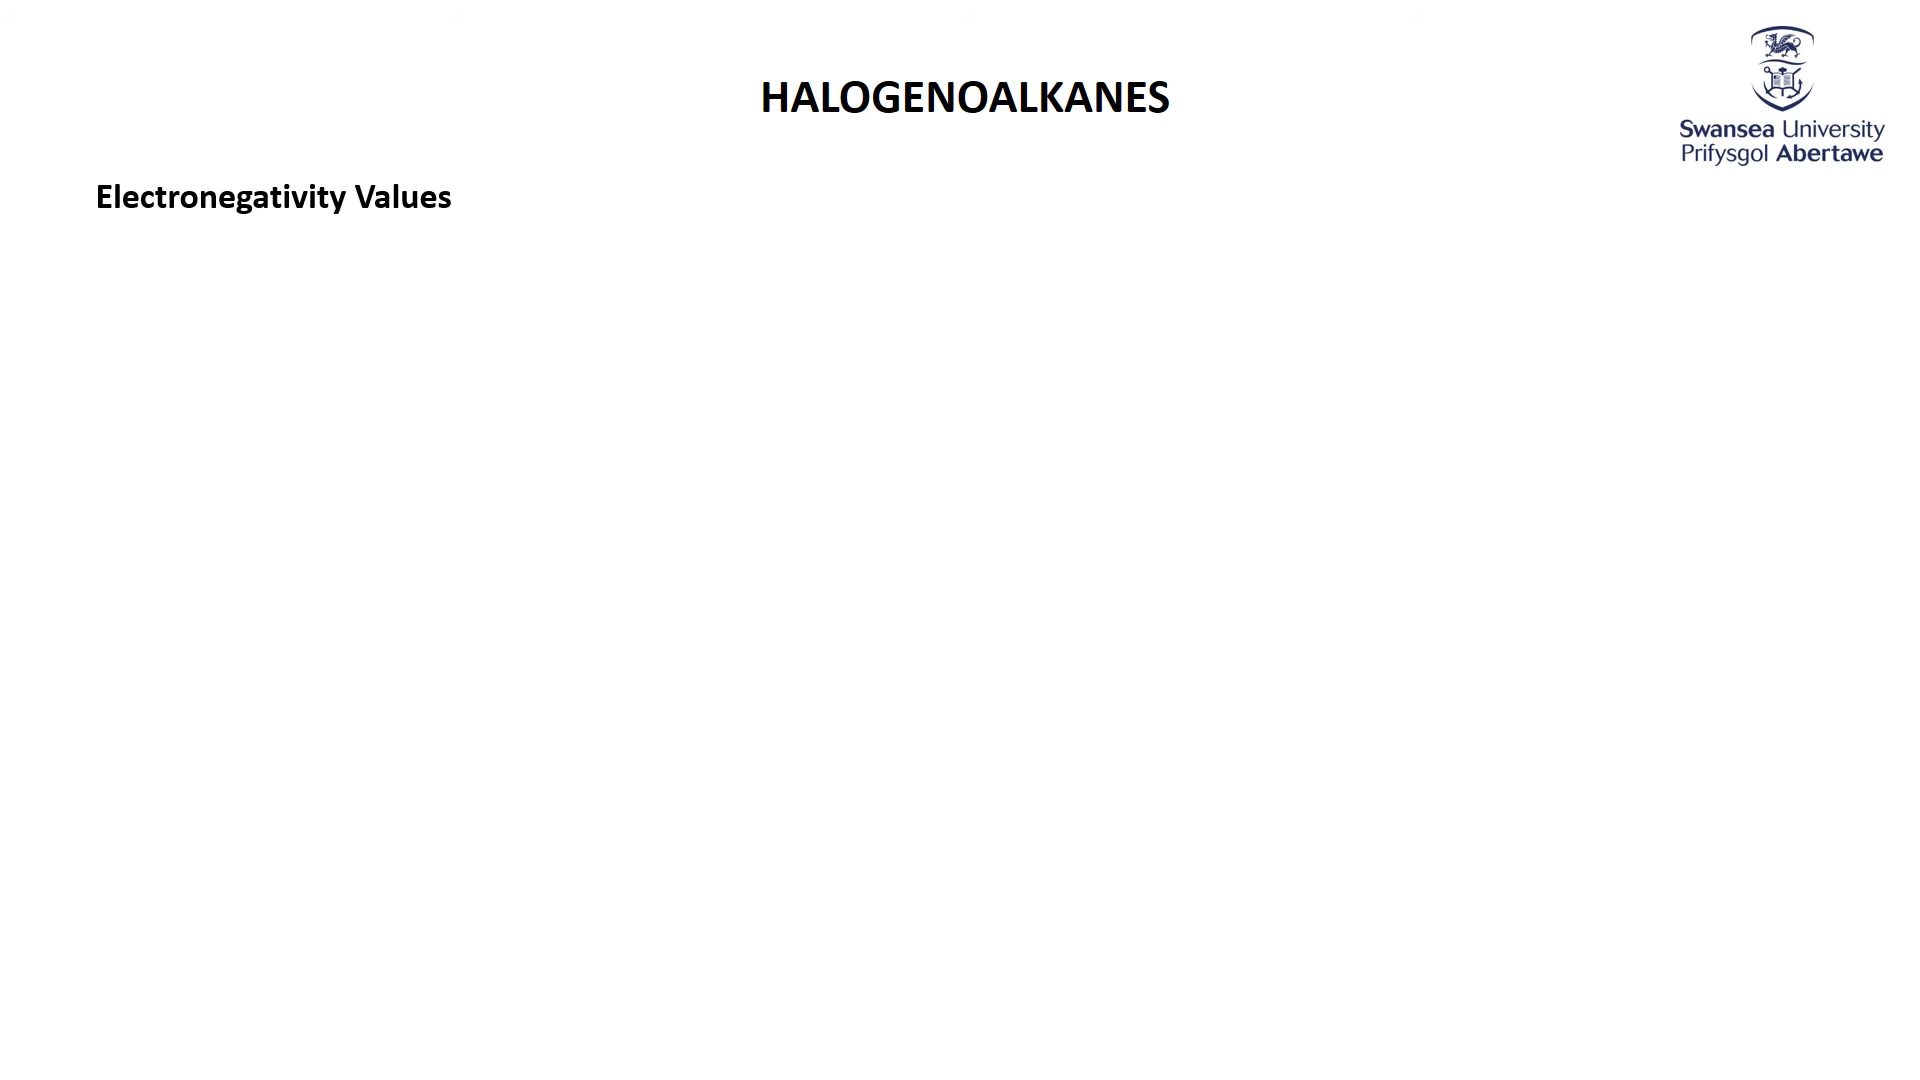 HALOGENOALKANES
Swansea University
Prifysgol Abertawe
Electronegativity Values